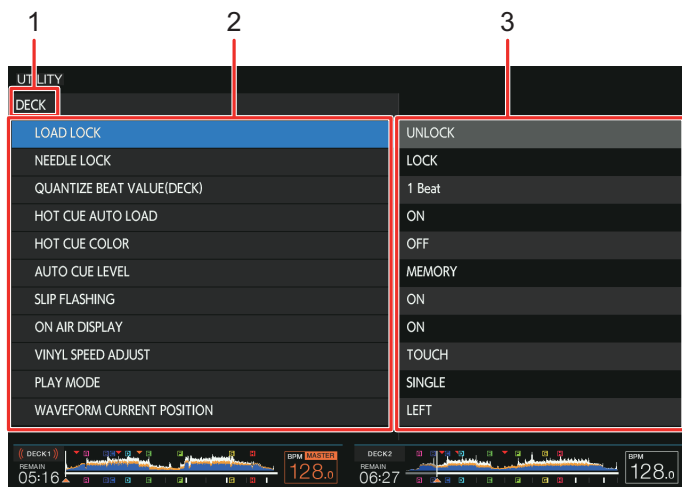 1 2 3
UTILITY
DECK
LOAD LOCK UNLOCK
NEEDLE LOCK LOCK
QUANTIZE BEAT VALUE(DECK) 1 Beat
HOT CUE AUTO LOAD ON
HOT CUE COLOR OFF
AUTO CUE LEVEL MEMORY
SLIP FLASHING ON
ON AIR DISPLAY ON
VINYL SPEED ADJUST TOUCH
PLAY MODE SINGLE
WAVEFORM CURRENT POSITION LEFT
DECK1 BPM MASTER DECK2 BPM
REMAIN REMAIN
05:16 128.0 06:27 128.0